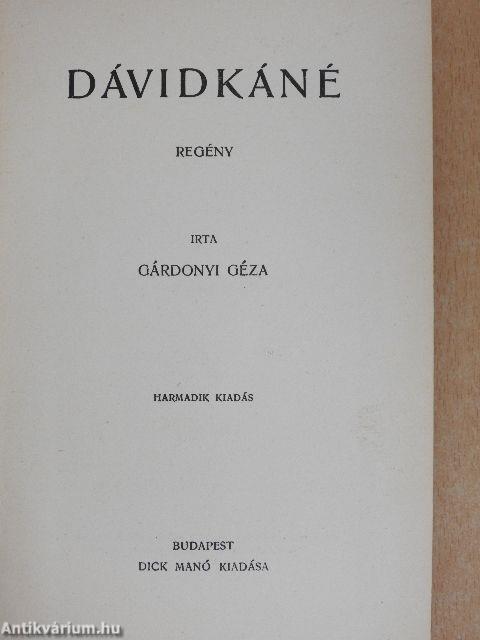 DÁVIDKÁNÉ
REGÉNY
IRTA
GÁRDONYI GÉZA
HARMADIK KIADÁS
BUDAPEST
DICK MANÓ KIADÁSA
Antikvárium.hu